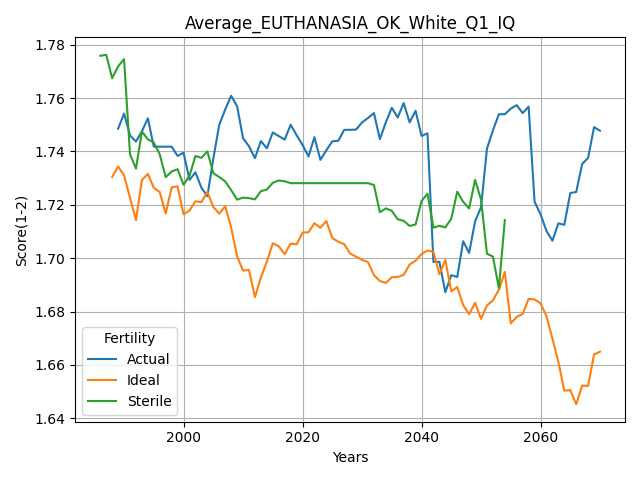 Average_EUTHANASIA_OK_White_Q1_IQ
Score(1-2)
1.78
1.76
1.74
1.72
1.70
1.68
1.66
1.64
Fertility
Actual
Ideal
Sterile
2000
2020
2040
2060
Years